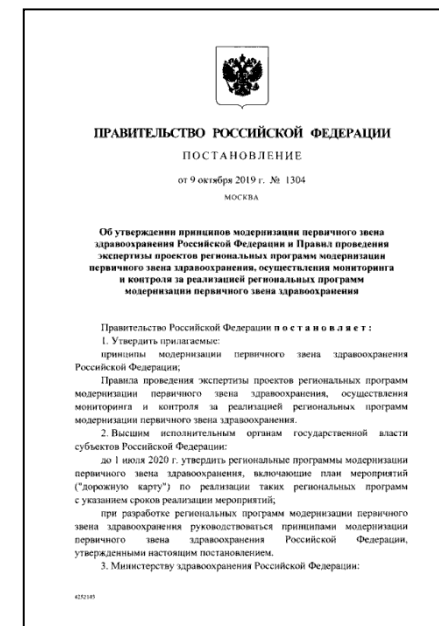 ПРАВИТЕЛЬСТВО РОССИЙСКОЙ ФЕДЕРАЦИИ
ПОСТАНОВЛЕНИЕ
от 9 октября 2019 г. № 1304
МОСКВА
Об утверждении принципов модернизации первичного звена
здравоохранения Российской Федерации и Правил проведения
экспертизы проектов региональных программ модернизации
первичного звена здравоохранения, осуществления мониторинга
и контроля за реализацией региональных программ
модернизации первичного звена здравоохранения
Правительство Российской Федерации постановляет:
1. Утвердить прилагаемые:
принципы модернизации первичного звена здравоохранения
Российской Федерации;
Правила проведения экспертизы проектов региональных программ
модернизации первичного звена здравоохранения, осуществления
мониторинга и контроля за реализацией региональных программ
модернизации первичного звена здравоохранения.
2. Высшим исполнительным органам государственной власти
субъектов Российской Федерации:
до 1 июля 2020 г. утвердить региональные программы модернизации
первичного звена здравоохранения, включающие план мероприятий
("дорожную карту") по реализации таких региональных программ
с указанием сроков реализации мероприятий;
при разработке региональных программ модернизации первичного
звена здравоохранения руководствоваться принципами модернизации
первичного звена здравоохранения Российской Федерации,
утвержденными настоящим постановлением.
3. Министерству здравоохранения Российской Федерации: